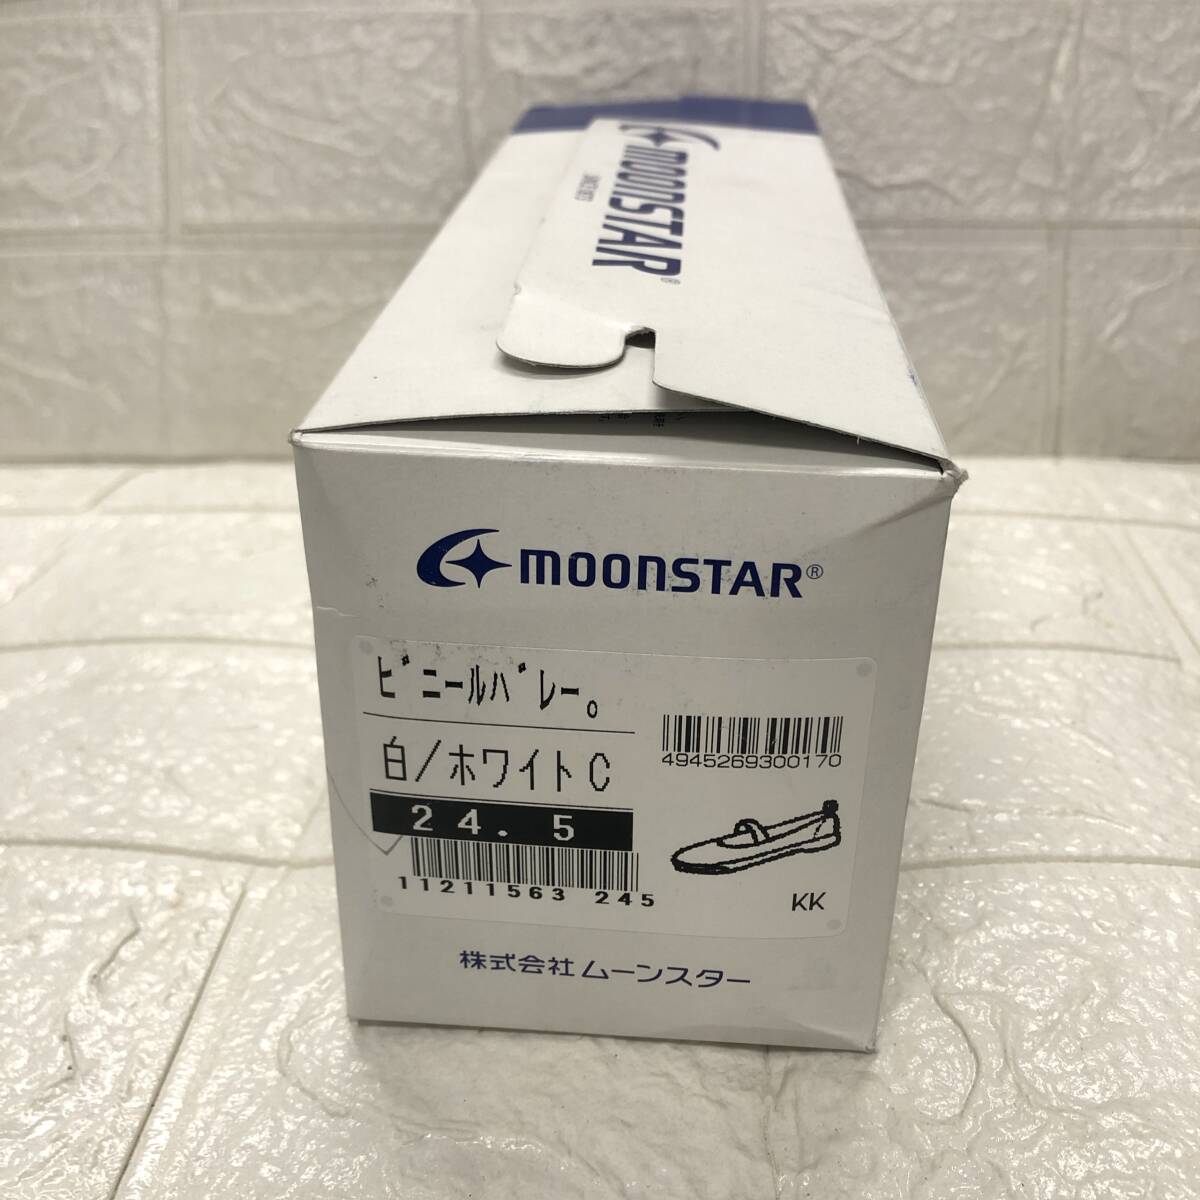 MOONSTAR®
MOONSTAR®
ビニールバレー。
白/ホワイトC
24.5
11211563 245
4945269300170
KK
株式会社ムーンスター